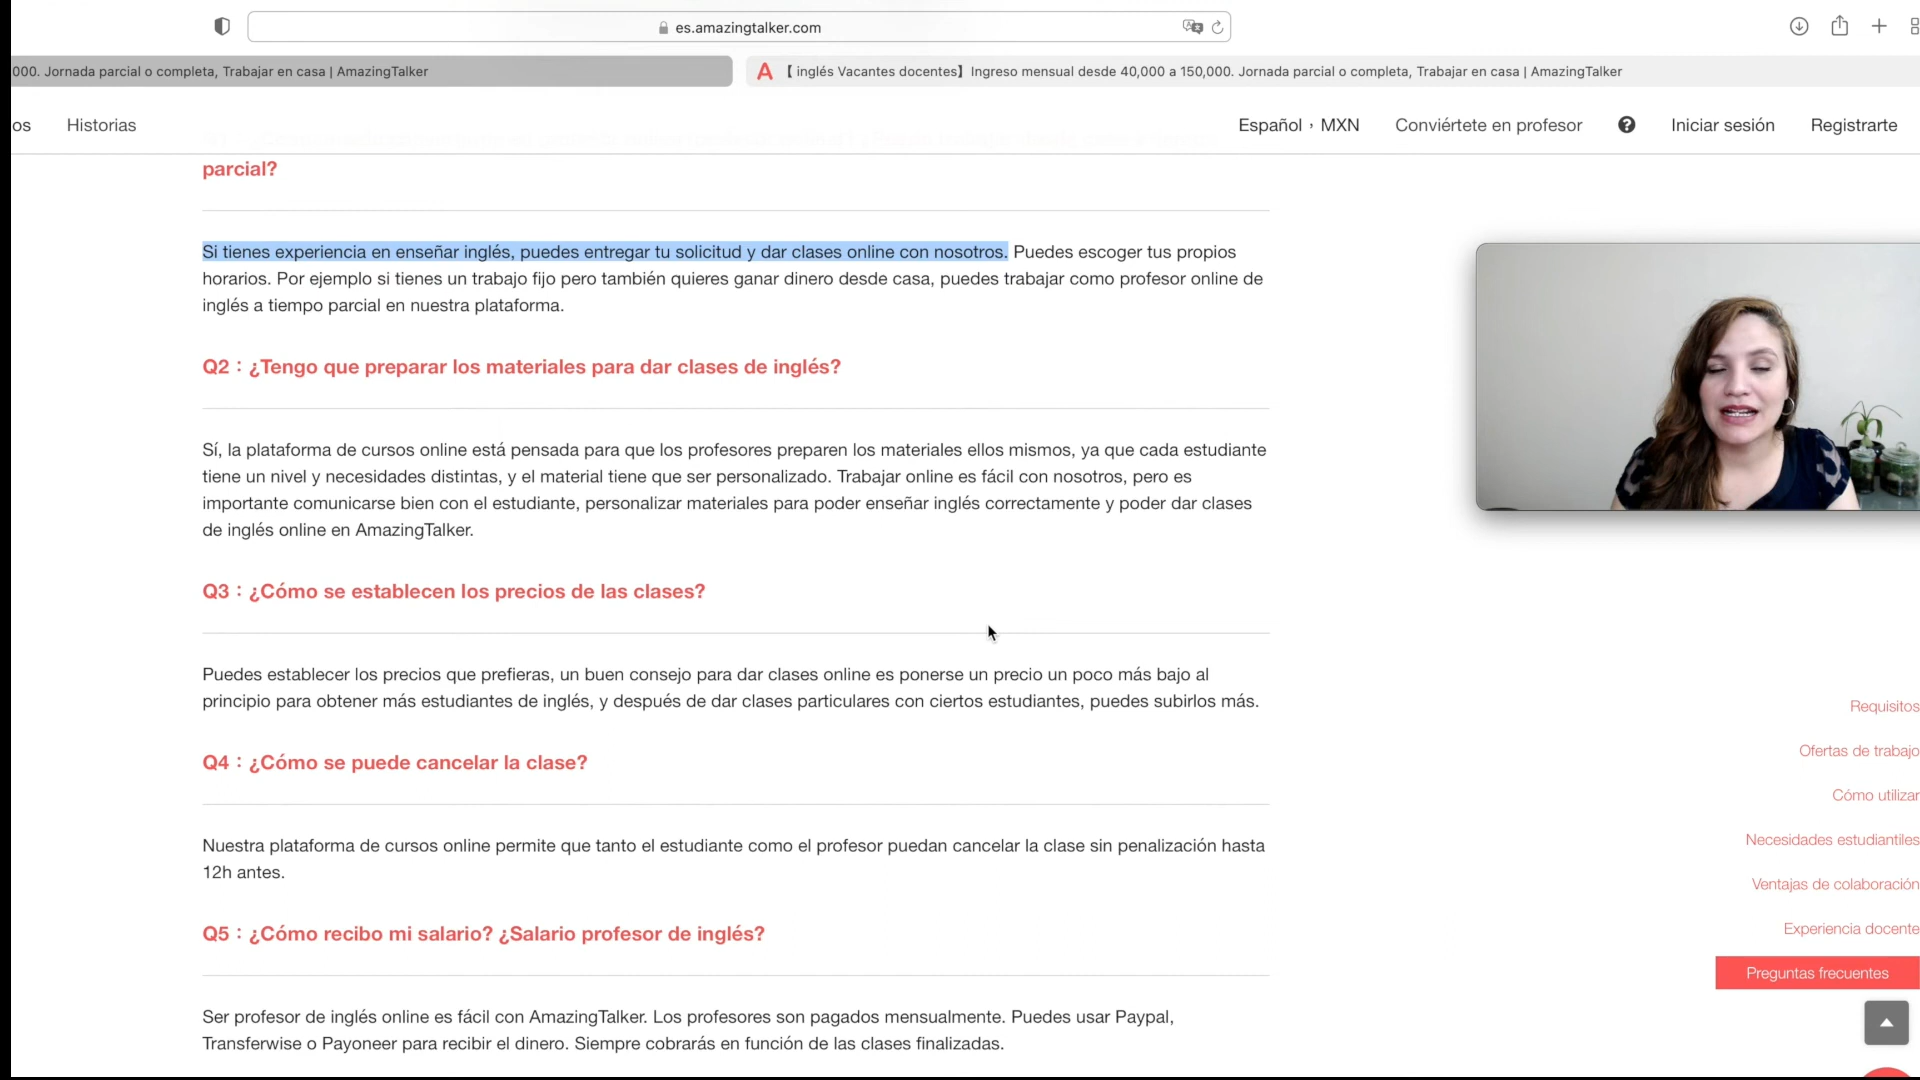 es.amazingtalker.com
000. Jornada parcial o completa, Trabajar en casa | AmazingTalker
A 【 inglés Vacantes docentes】Ingreso mensual desde 40,000 a 150,000. Jornada parcial o completa, Trabajar en casa | AmazingTalker
os Historias Español › MXN Conviértete en profesor ? Iniciar sesión Registrarte
parcial?
Si tienes experiencia en enseñar inglés, puedes entregar tu solicitud y dar clases online con nosotros. Puedes escoger tus propios
horarios. Por ejemplo si tienes un trabajo fijo pero también quieres ganar dinero desde casa, puedes trabajar como profesor online de
inglés a tiempo parcial en nuestra plataforma.
Q2：¿Tengo que preparar los materiales para dar clases de inglés?
Sí, la plataforma de cursos online está pensada para que los profesores preparen los materiales ellos mismos, ya que cada estudiante
tiene un nivel y necesidades distintas, y el material tiene que ser personalizado. Trabajar online es fácil con nosotros, pero es
importante comunicarse bien con el estudiante, personalizar materiales para poder enseñar inglés correctamente y poder dar clases
de inglés online en AmazingTalker.
Q3：¿Cómo se establecen los precios de las clases?
Puedes establecer los precios que prefieras, un buen consejo para dar clases online es ponerse un precio un poco más bajo al
principio para obtener más estudiantes de inglés, y después de dar clases particulares con ciertos estudiantes, puedes subirlos más.
Q4：¿Cómo se puede cancelar la clase?
Nuestra plataforma de cursos online permite que tanto el estudiante como el profesor puedan cancelar la clase sin penalización hasta
12h antes.
Q5：¿Cómo recibo mi salario? ¿Salario profesor de inglés?
Ser profesor de inglés online es fácil con AmazingTalker. Los profesores son pagados mensualmente. Puedes usar Paypal,
Transferwise o Payoneer para recibir el dinero. Siempre cobrarás en función de las clases finalizadas.
Requisitos
Ofertas de trabajo
Cómo utilizar
Necesidades estudiantiles
Ventajas de colaboración
Experiencia docente
Preguntas frecuentes